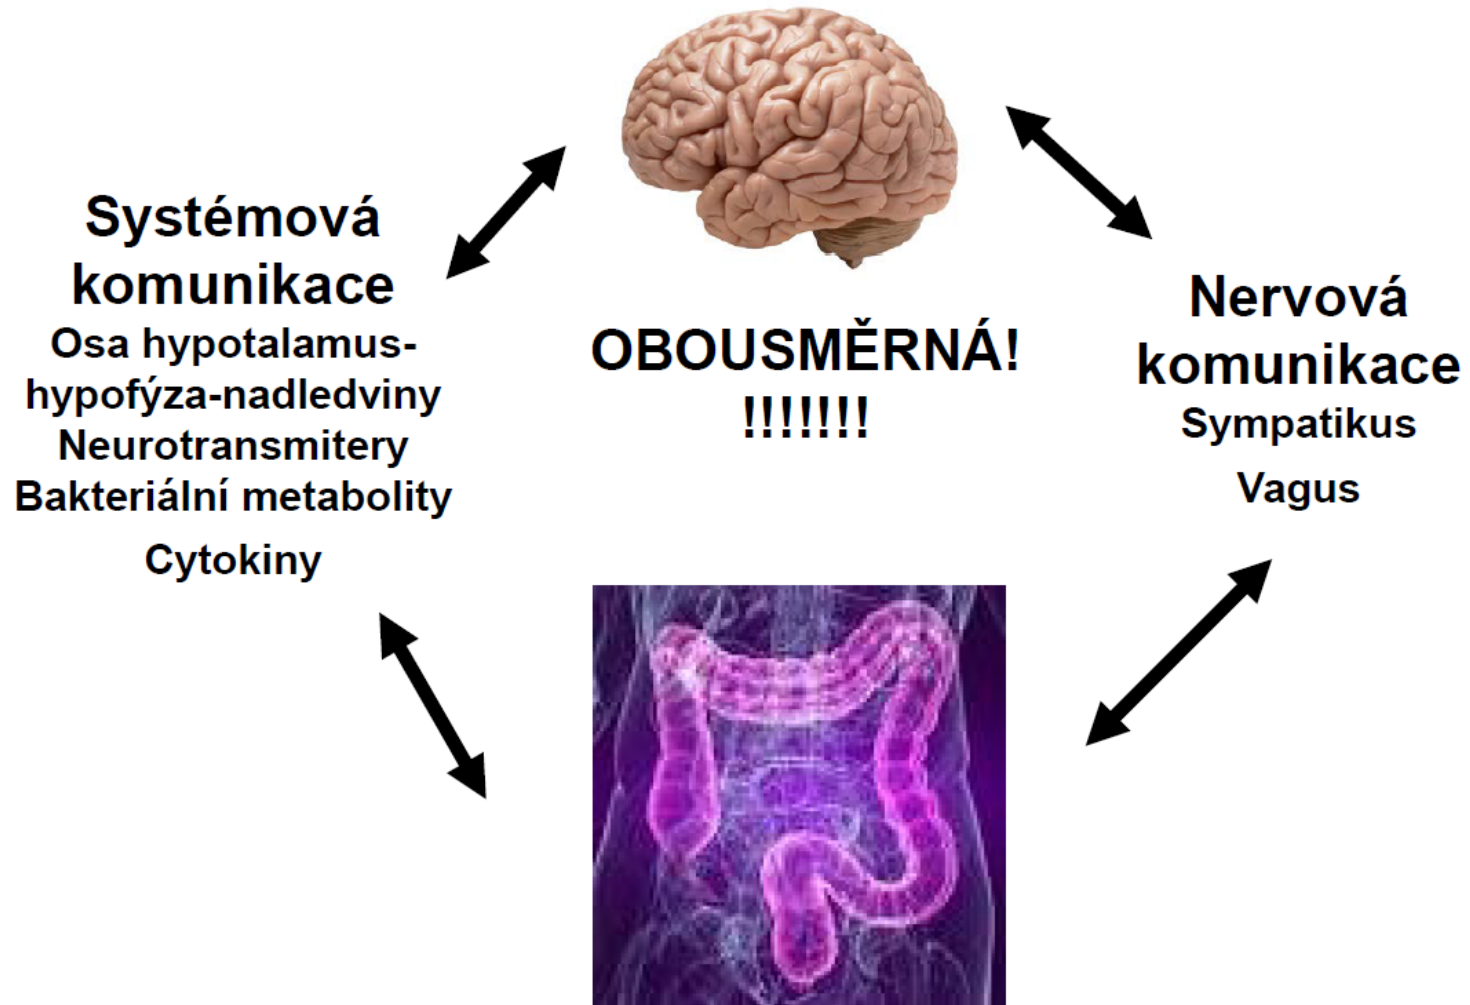 Systémová
komunikace
Osa hypotalamus-
hypofýza-nadledviny
Neurotransmitery
Bakteriální metabolity
Cytokiny
OBOUSMĚRNÁ!
!!!!!!!
Nervová
komunikace
Sympatikus
Vagus